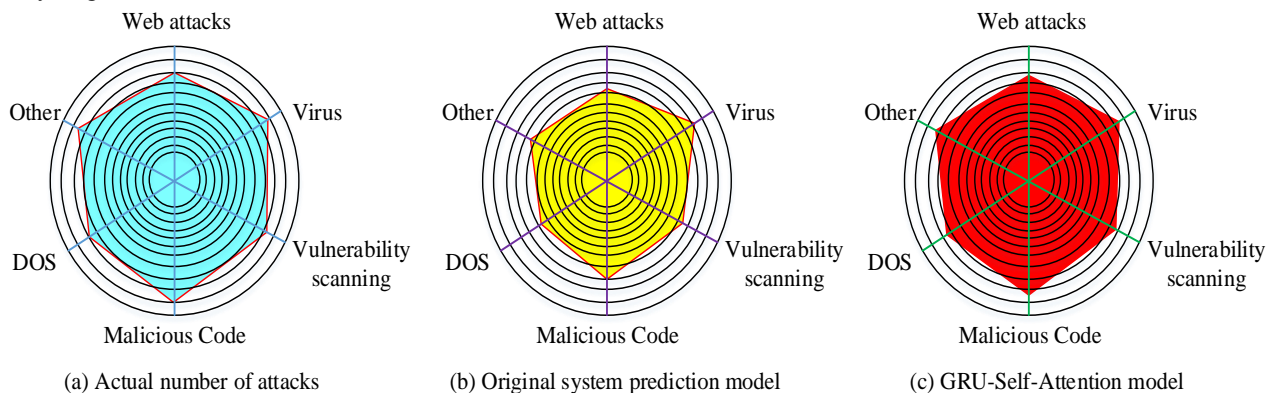 Web attacks
Other
Virus
DOS
Vulnerability
scanning
Malicious Code
(a) Actual number of attacks
Web attacks
Other
Virus
DOS
Vulnerability
scanning
Malicious Code
(b) Original system prediction model
Web attacks
Other
Virus
DOS
Vulnerability
scanning
Malicious Code
(c) GRU-Self-Attention model